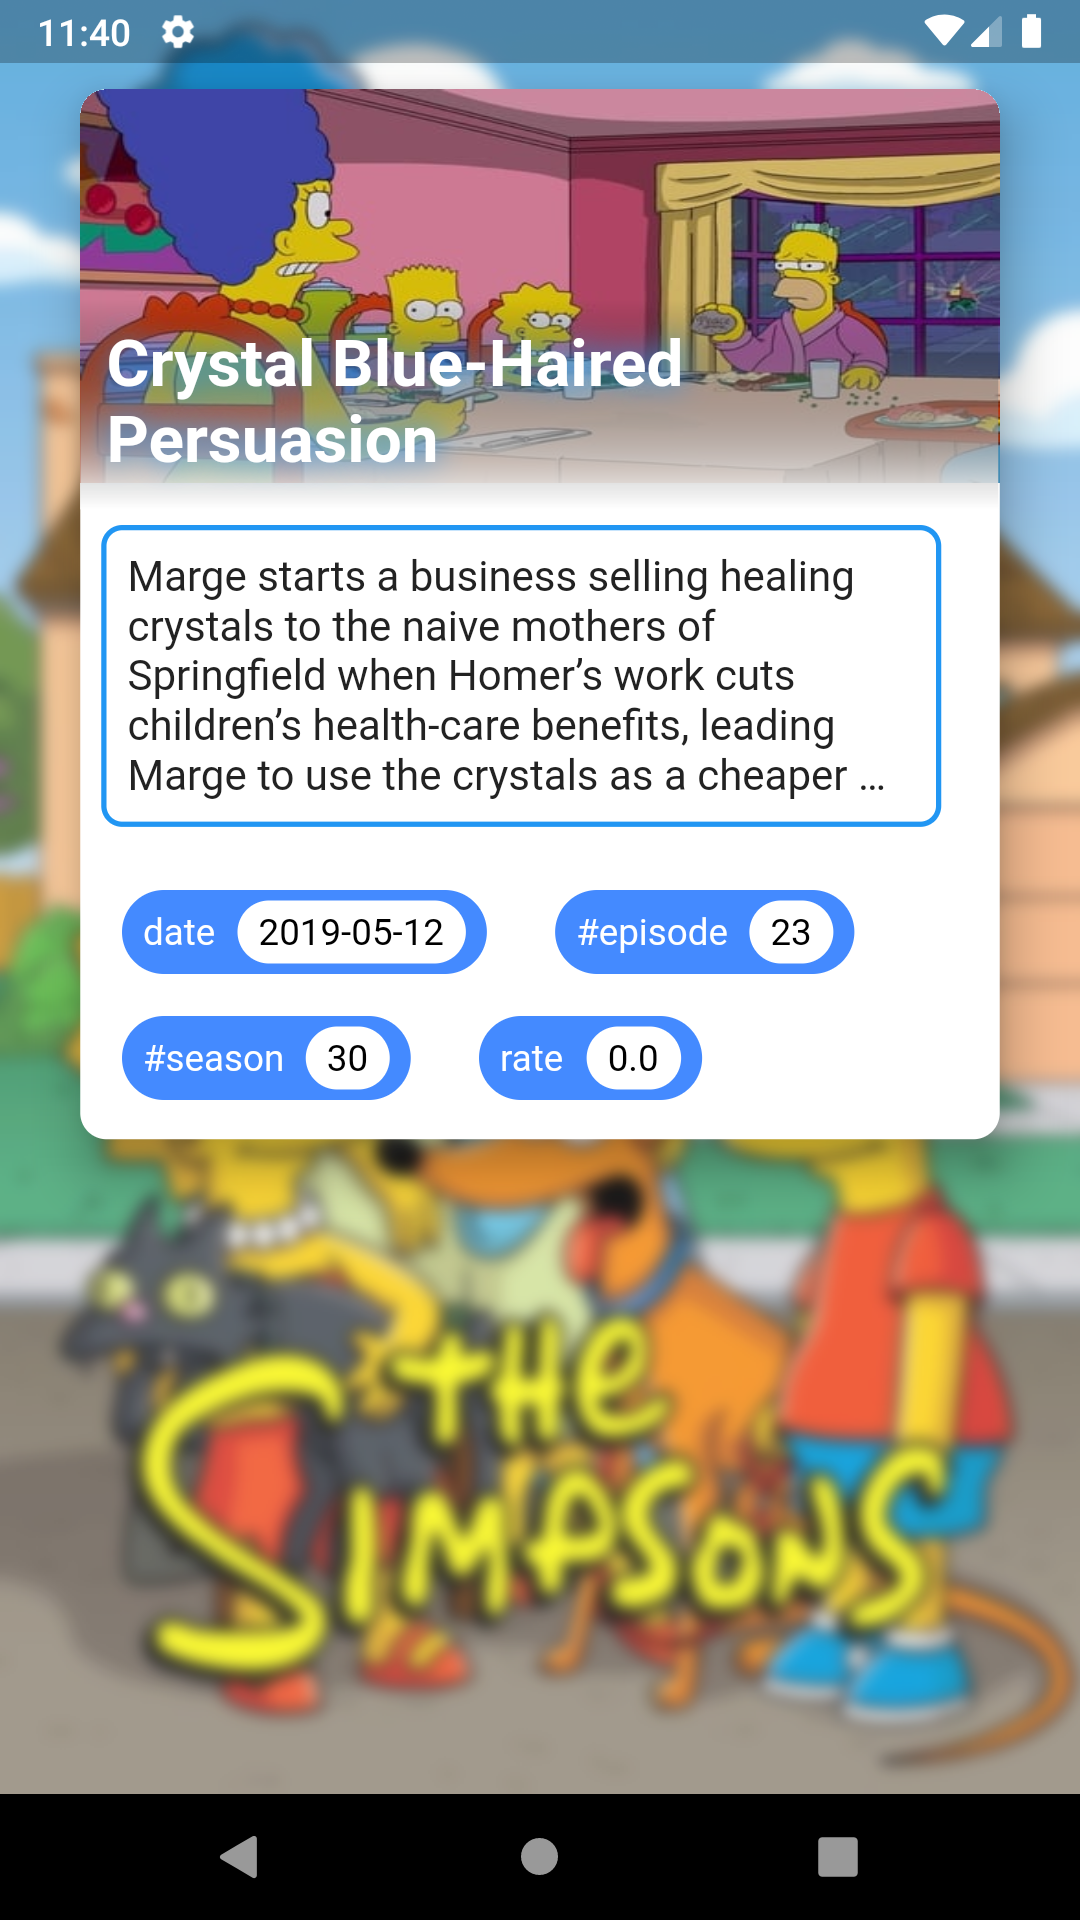 11:40
Crystal Blue-Haired
Persuasion
Marge starts a business selling healing
crystals to the naive mothers of
Springfield when Homer’s work cuts
children’s health-care benefits, leading
Marge to use the crystals as a cheaper ...
date 2019-05-12 #episode 23
#season 30 rate 0.0
THE
SIMPSONS